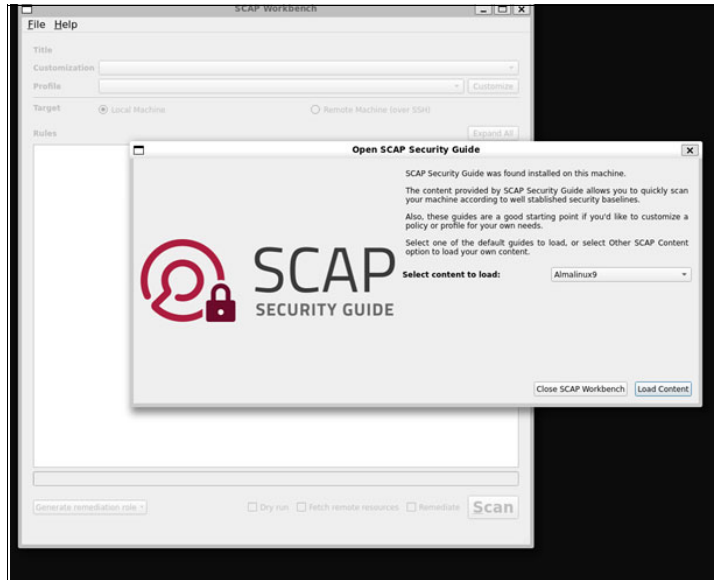 SCAP Workbench
File Help
Title
Customization
Profile
Customize
Target Local Machine Remote Machine (over SSH)
Rules
Expand All
Open SCAP Security Guide
SCAP Security Guide was found installed on this machine.
The content provided by SCAP Security Guide allows you to quickly scan
your machine according to well stablished security baselines.
Also, these guides are a good starting point if you'd like to customize a
policy or profile for your own needs.
Select one of the default guides to load, or select Other SCAP Content
option to load your own content.
SCAP
SECURITY GUIDE
Select content to load: Almalinux9
Close SCAP Workbench Load Content
Generate remediation role Dry run Fetch remote resources Remediate Scan